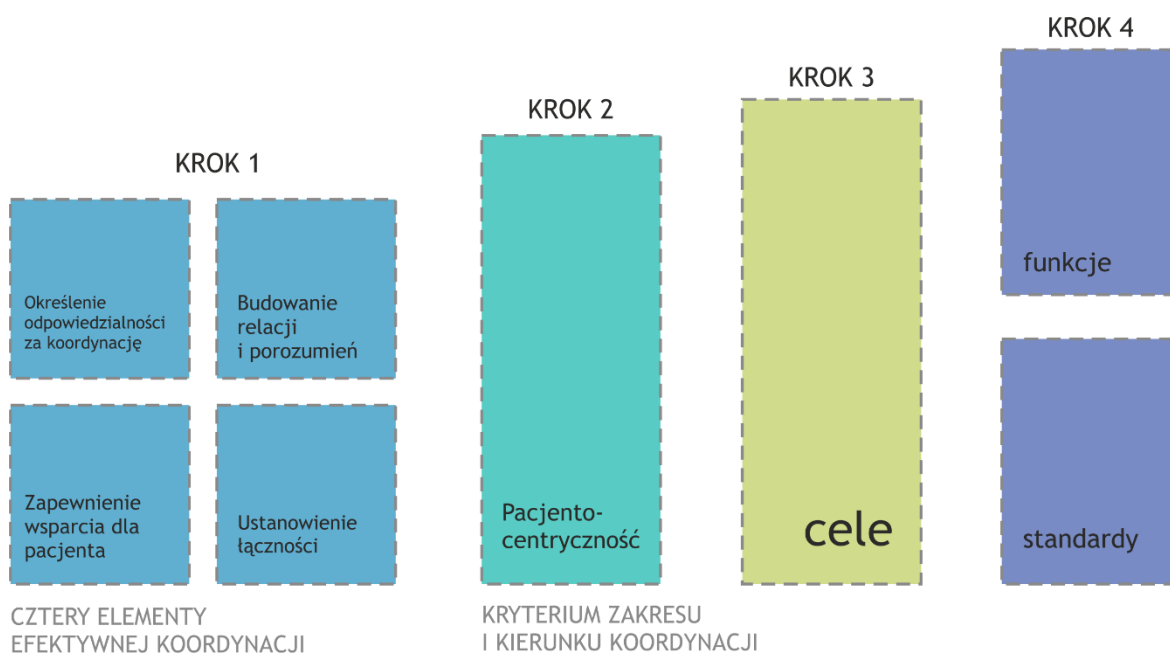 KROK 1
Określenie
odpowiedzialności
za koordynację
Budowanie
relacji
i porozumień
Zapewnienie
wsparcia dla
pacjenta
Ustanowienie
łączności
CZTERY ELEMENTY
EFEKTYWNEJ KOORDYNACJI
KROK 2
Pacjento-
centryczność
KRYTERIUM ZAKRESU
I KIERUNKU KOORDYNACJI
KROK 3
cele
KROK 4
funkcje
standardy